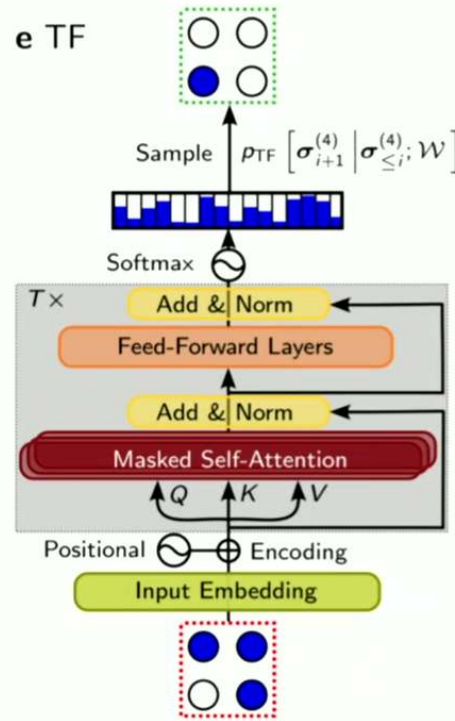 e TF
Sample p_TF [ σ_{i+1}^{(4)} | σ_{≤i}^{(4)}; 𝒲 ]
Softmax
T ×
Add & Norm
Feed-Forward Layers
Add & Norm
Masked Self-Attention
Q K V
Positional Encoding
Input Embedding